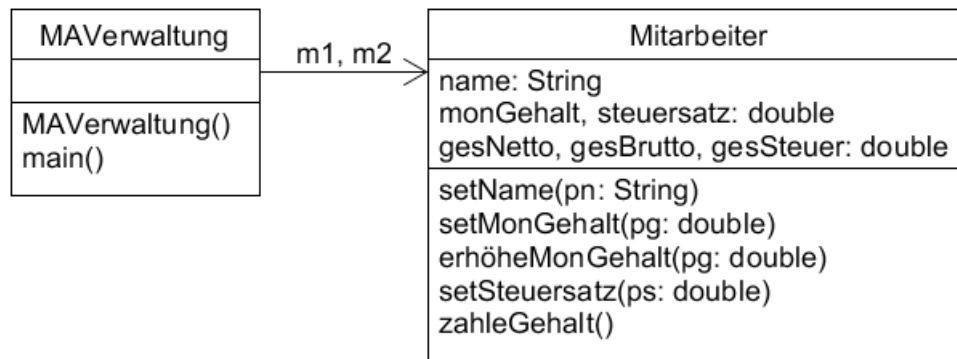 MAVerwaltung
MAVerwaltung()
main()
m1, m2
Mitarbeiter
name: String
monGehalt, steuersatz: double
gesNetto, gesBrutto, gesSteuer: double
setName(pn: String)
setMonGehalt(pg: double)
erhöheMonGehalt(pg: double)
setSteuersatz(ps: double)
zahleGehalt()